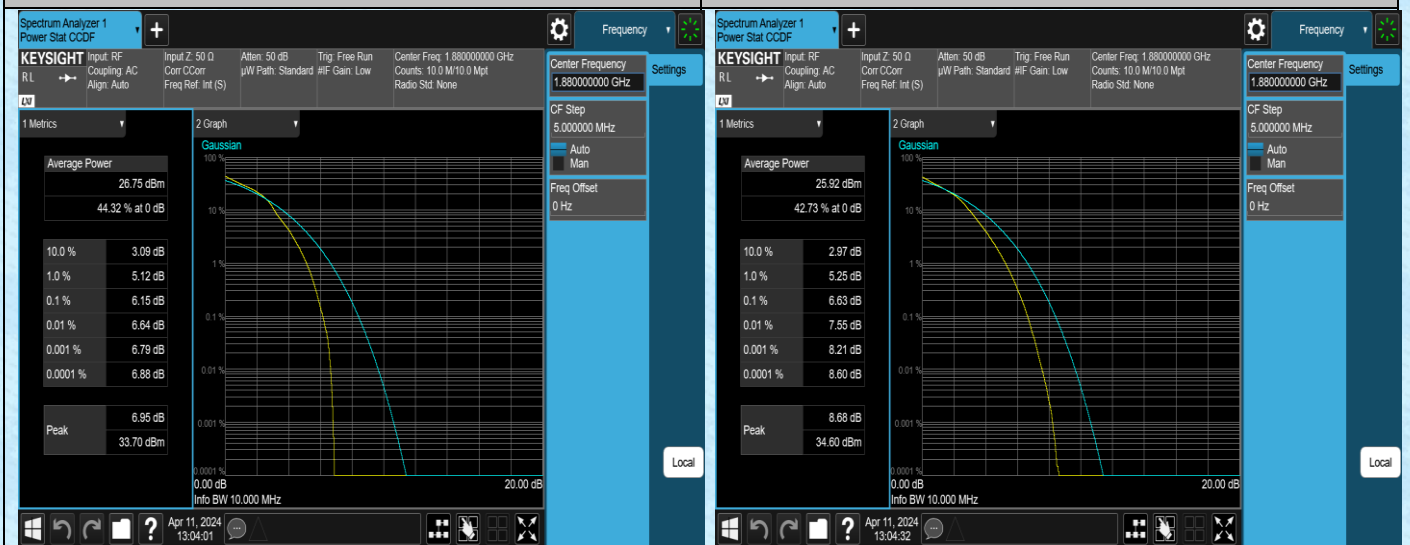 Spectrum Analyzer 1
Power Stat CCDF
+
Frequency
KEYSIGHT
R L
LXI
Input: RF
Coupling: AC
Align: Auto
Input Z: 50 Ω
Corr CCorr
Freq Ref: Int (S)
Atten: 50 dB
µW Path: Standard
Trig: Free Run
#IF Gain: Low
Center Freq: 1.880000000 GHz
Counts: 10.0 M/10.0 Mpt
Radio Std: None
Center Frequency
1.880000000 GHz
Settings
CF Step
5.000000 MHz
Auto
Man
Freq Offset
0 Hz
1 Metrics
Average Power
26.75 dBm
44.32 % at 0 dB
10.0 % 3.09 dB
1.0 % 5.12 dB
0.1 % 6.15 dB
0.01 % 6.64 dB
0.001 % 6.79 dB
0.0001 % 6.88 dB
Peak
6.95 dB
33.70 dBm
2 Graph
Gaussian
100 %
10 %
1 %
0.1 %
0.01 %
0.001 %
0.0001 %
0.00 dB 20.00 dB
Info BW 10.000 MHz
Local
?
Apr 11, 2024
13:04:01
Spectrum Analyzer 1
Power Stat CCDF
+
Frequency
KEYSIGHT
R L
LXI
Input: RF
Coupling: AC
Align: Auto
Input Z: 50 Ω
Corr CCorr
Freq Ref: Int (S)
Atten: 50 dB
µW Path: Standard
Trig: Free Run
#IF Gain: Low
Center Freq: 1.880000000 GHz
Counts: 10.0 M/10.0 Mpt
Radio Std: None
Center Frequency
1.880000000 GHz
Settings
CF Step
5.000000 MHz
Auto
Man
Freq Offset
0 Hz
1 Metrics
Average Power
25.92 dBm
42.73 % at 0 dB
10.0 % 2.97 dB
1.0 % 5.25 dB
0.1 % 6.63 dB
0.01 % 7.55 dB
0.001 % 8.21 dB
0.0001 % 8.60 dB
Peak
8.68 dB
34.60 dBm
2 Graph
Gaussian
100 %
10 %
1 %
0.1 %
0.01 %
0.001 %
0.0001 %
0.00 dB 20.00 dB
Info BW 10.000 MHz
Local
?
Apr 11, 2024
13:04:32